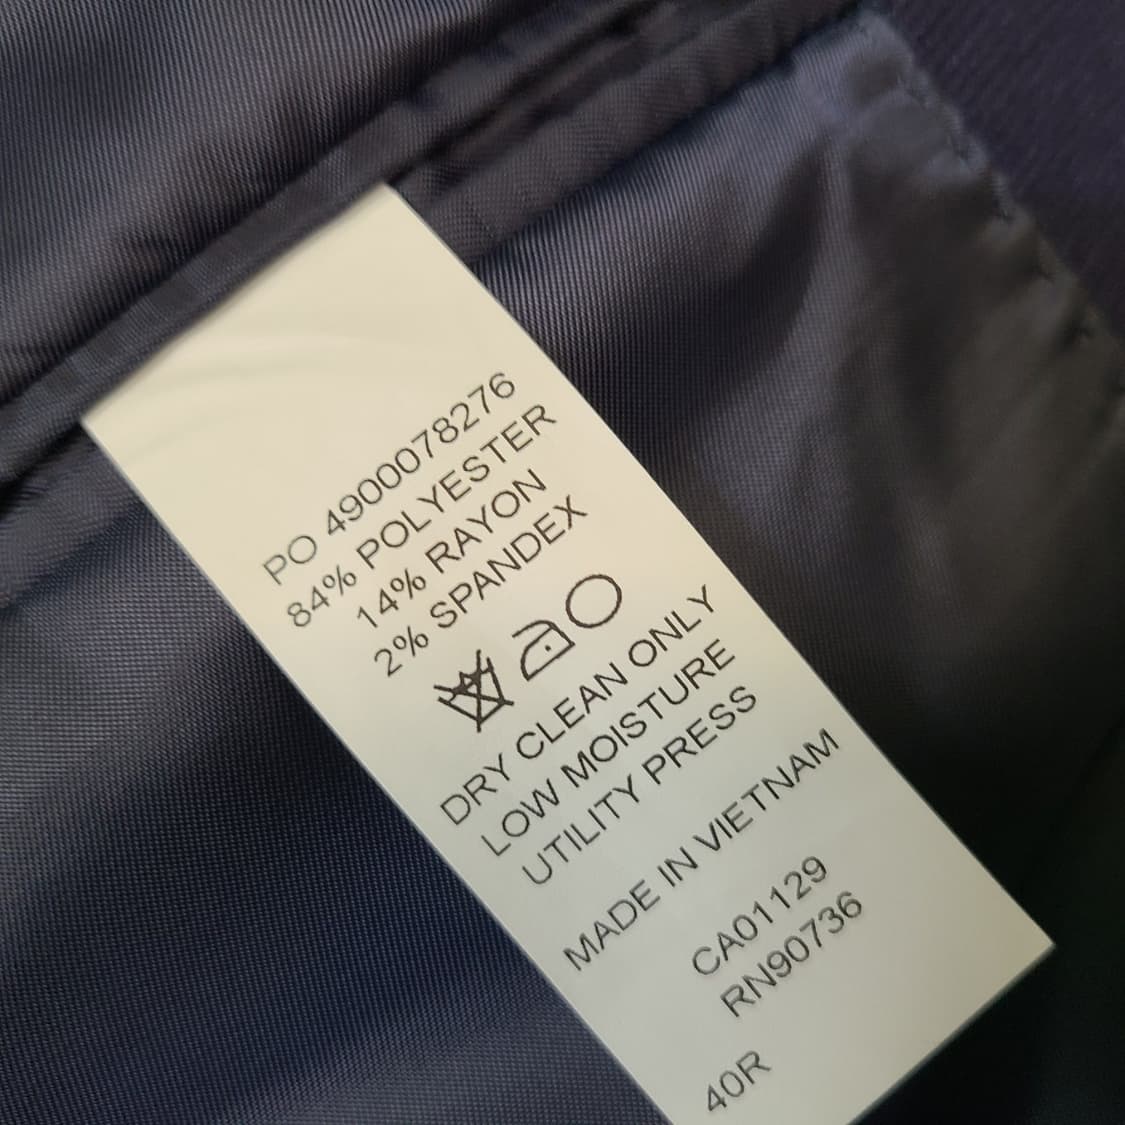 PO 4900078276
84% POLYESTER
14% RAYON
2% SPANDEX
DRY CLEAN ONLY
LOW MOISTURE
UTILITY PRESS
MADE IN VIETNAM
CA01129
RN90736
40R